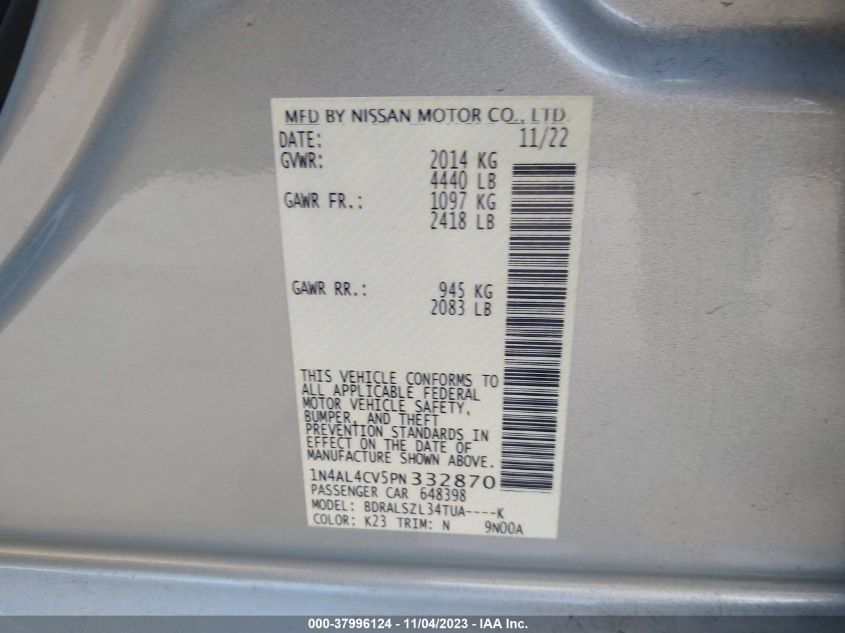 MFD BY NISSAN MOTOR CO., LTD.
DATE: 11/22
GVWR: 2014 KG
4440 LB
GAWR FR.: 1097 KG
2418 LB
GAWR RR.: 945 KG
2083 LB
THIS VEHICLE CONFORMS TO
ALL APPLICABLE FEDERAL
MOTOR VEHICLE SAFETY,
BUMPER, AND THEFT
PREVENTION STANDARDS IN
EFFECT ON THE DATE OF
MANUFACTURE SHOWN ABOVE.
1N4AL4CV5PN332870
PASSENGER CAR 648398
MODEL: BDRALSZL34TUA----K
COLOR: K23 TRIM: N 9N00A
000-37996124 - 11/04/2023 - IAA Inc.